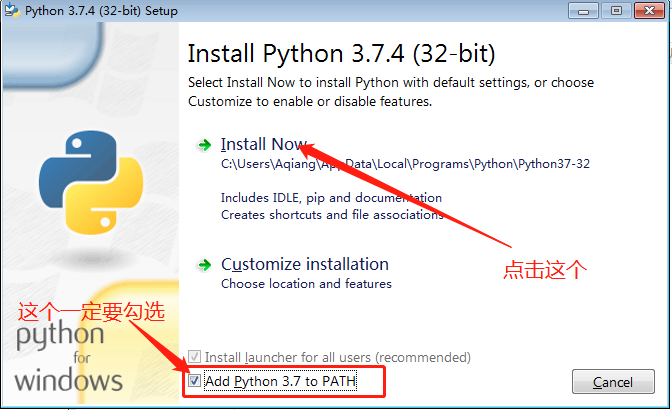 Python 3.7.4 (32-bit) Setup
Install Python 3.7.4 (32-bit)
Select Install Now to install Python with default settings, or choose
Customize to enable or disable features.
Install Now
C:\Users\Aqiang\AppData\Local\Programs\Python\Python37-32
Includes IDLE, pip and documentation
Creates shortcuts and file associations
点击这个
Customize installation
Choose location and features
这个一定要勾选
python
for
windows
Install launcher for all users (recommended)
Add Python 3.7 to PATH
Cancel